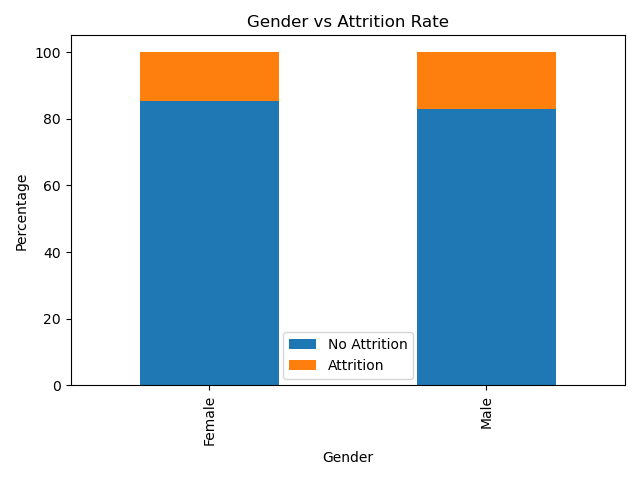 Gender vs Attrition Rate
Percentage
100
80
60
40
20
0
No Attrition
Attrition
Female
Male
Gender